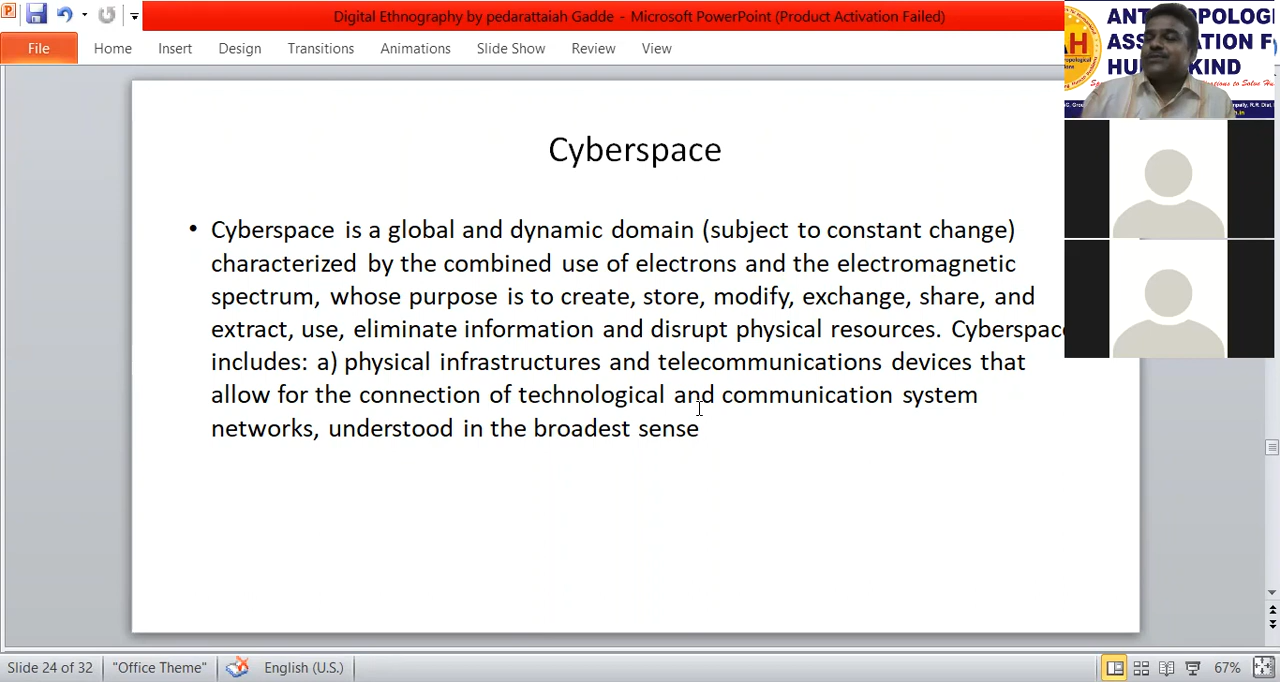 Digital Ethnography by pedarattaiah Gadde - Microsoft PowerPoint (Product Activation Failed)
File Home Insert Design Transitions Animations Slide Show Review View
Cyberspace
• Cyberspace is a global and dynamic domain (subject to constant change)
characterized by the combined use of electrons and the electromagnetic
spectrum, whose purpose is to create, store, modify, exchange, share, and
extract, use, eliminate information and disrupt physical resources. Cyberspace
includes: a) physical infrastructures and telecommunications devices that
allow for the connection of technological and communication system
networks, understood in the broadest sense
Slide 24 of 32 "Office Theme" English (U.S.) 67%